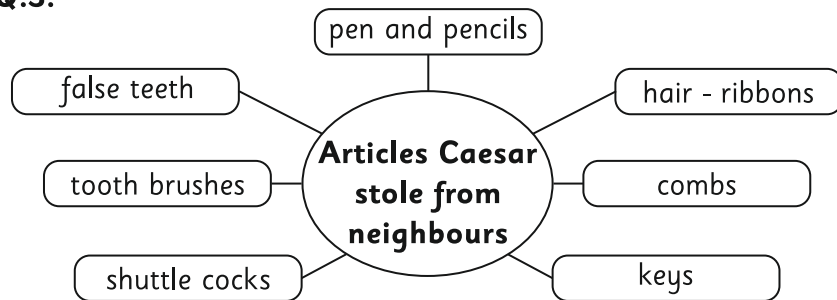 Q.3.
pen and pencils
false teeth
hair - ribbons
Articles Caesar
stole from
neighbours
tooth brushes
combs
shuttle cocks
keys